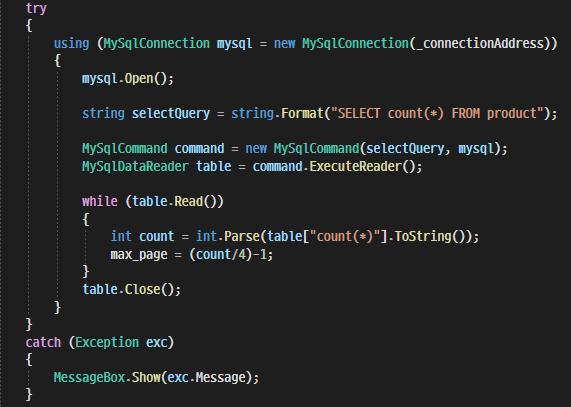 try
{
using (MySqlConnection mysql = new MySqlConnection(_connectionAddress))
{
mysql.Open();
string selectQuery = string.Format("SELECT count(*) FROM product");
MySqlCommand command = new MySqlCommand(selectQuery, mysql);
MySqlDataReader table = command.ExecuteReader();
while (table.Read())
{
int count = int.Parse(table["count(*)"].ToString());
max_page = (count/4)-1;
}
table.Close();
}
}
catch (Exception exc)
{
MessageBox.Show(exc.Message);
}